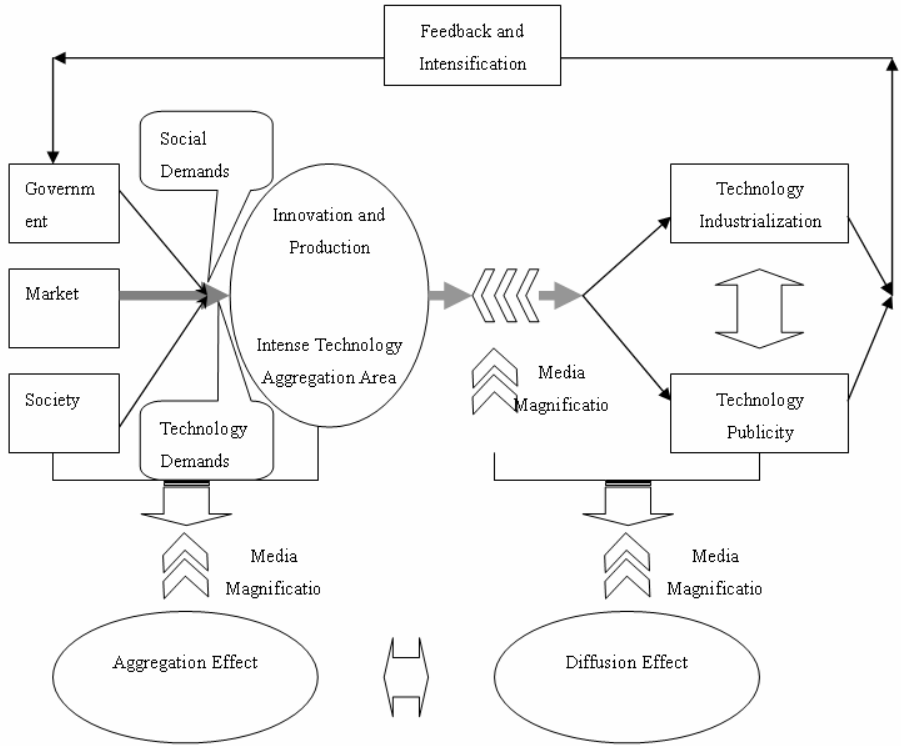 Feedback and
Intensification
Social
Demands
Governm
ent
Market
Society
Innovation and
Production
Intense Technology
Aggregation Area
Technology
Demands
Media
Magnificatio
Technology
Industrialization
Technology
Publicity
Media
Magnificatio
Media
Magnificatio
Aggregation Effect
Diffusion Effect